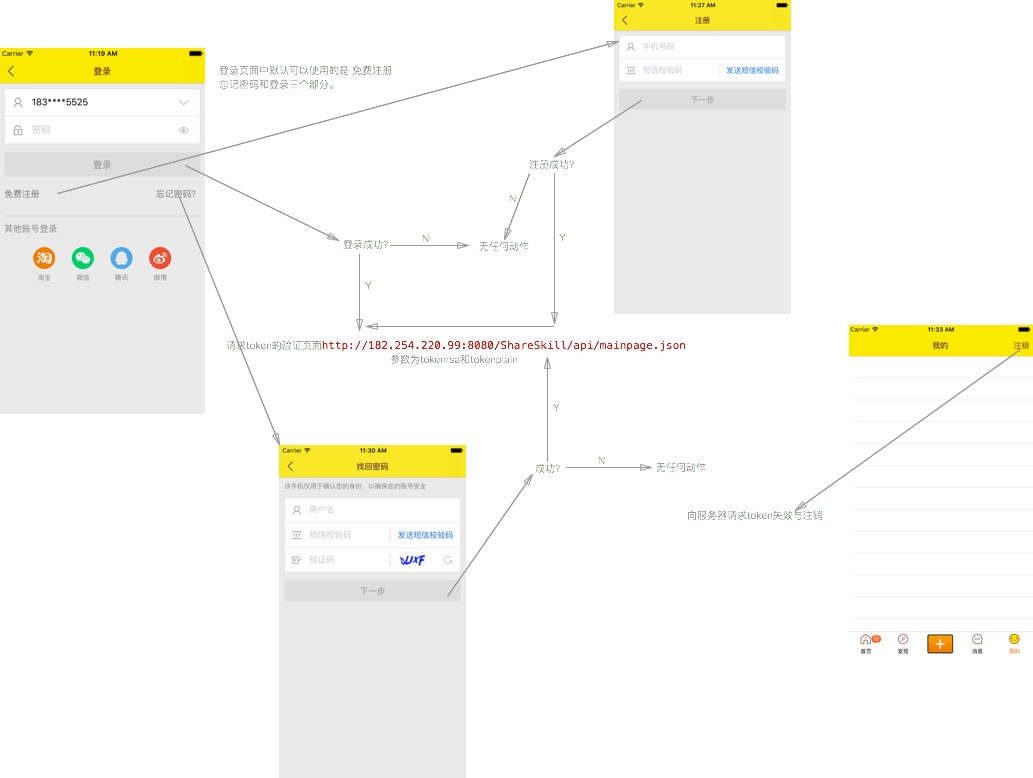 Carrier 11:19 AM
登录
183****5525
密码
登录
免费注册 忘记密码?
其他账号登录
淘
淘宝 微信 腾讯 微博
登录页面中默认可以使用的是 免费注册
忘记密码和登录三个部分。
Carrier 11:27 AM
注册
手机号码
短信校验码 发送短信校验码
下一步
注册成功?
N
Y
登录成功?
N
无任何动作
Y
请求token的验证页面http://182.254.220.99:8080/ShareSkill/api/mainpage.json
参数为tokenrsa和tokenplain
Y
成功?
N
无任何动作
Carrier 11:30 AM
找回密码
该手机仅用于确认您的身份，以确保您的账号安全
用户名
短信校验码 发送短信校验码
验证码
下一步
Carrier 11:33 AM
我的 注销
向服务器请求token失效与注销
首页 发现 消息 我的